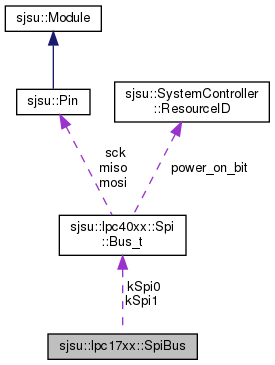 sjsu::Module
sjsu::Pin
sjsu::SystemController
::ResourceID
sck
miso
mosi
power_on_bit
sjsu::lpc40xx::Spi
::Bus_t
kSpi0
kSpi1
sjsu::lpc17xx::SpiBus